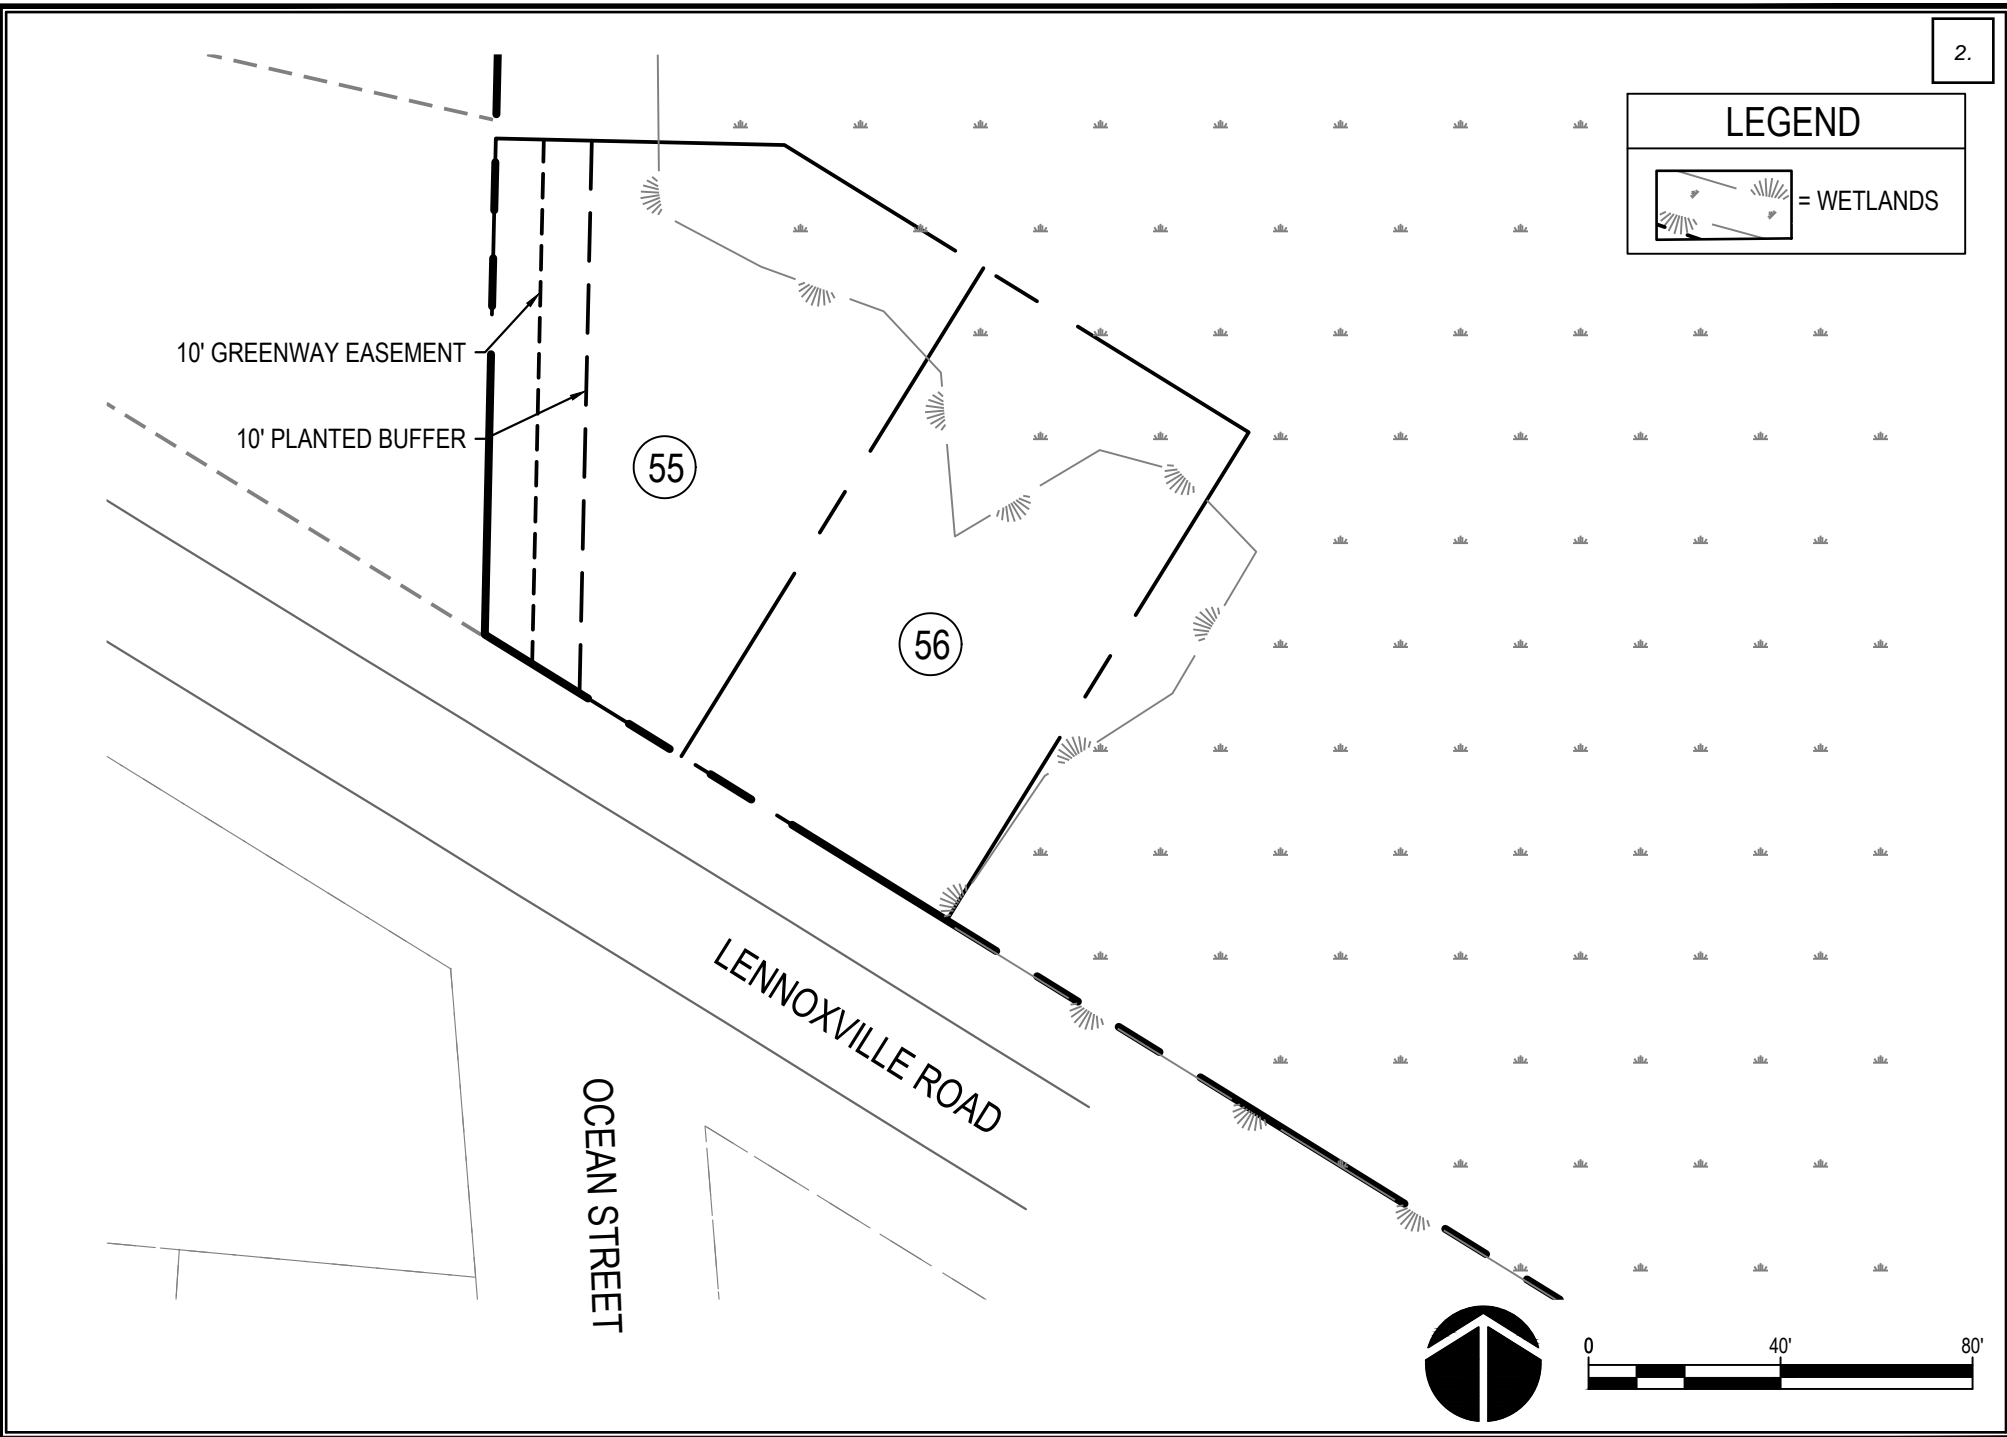 2.
LEGEND
= WETLANDS
10' GREENWAY EASEMENT
10' PLANTED BUFFER
55
56
LENNOXVILLE ROAD
OCEAN STREET
0 40' 80'